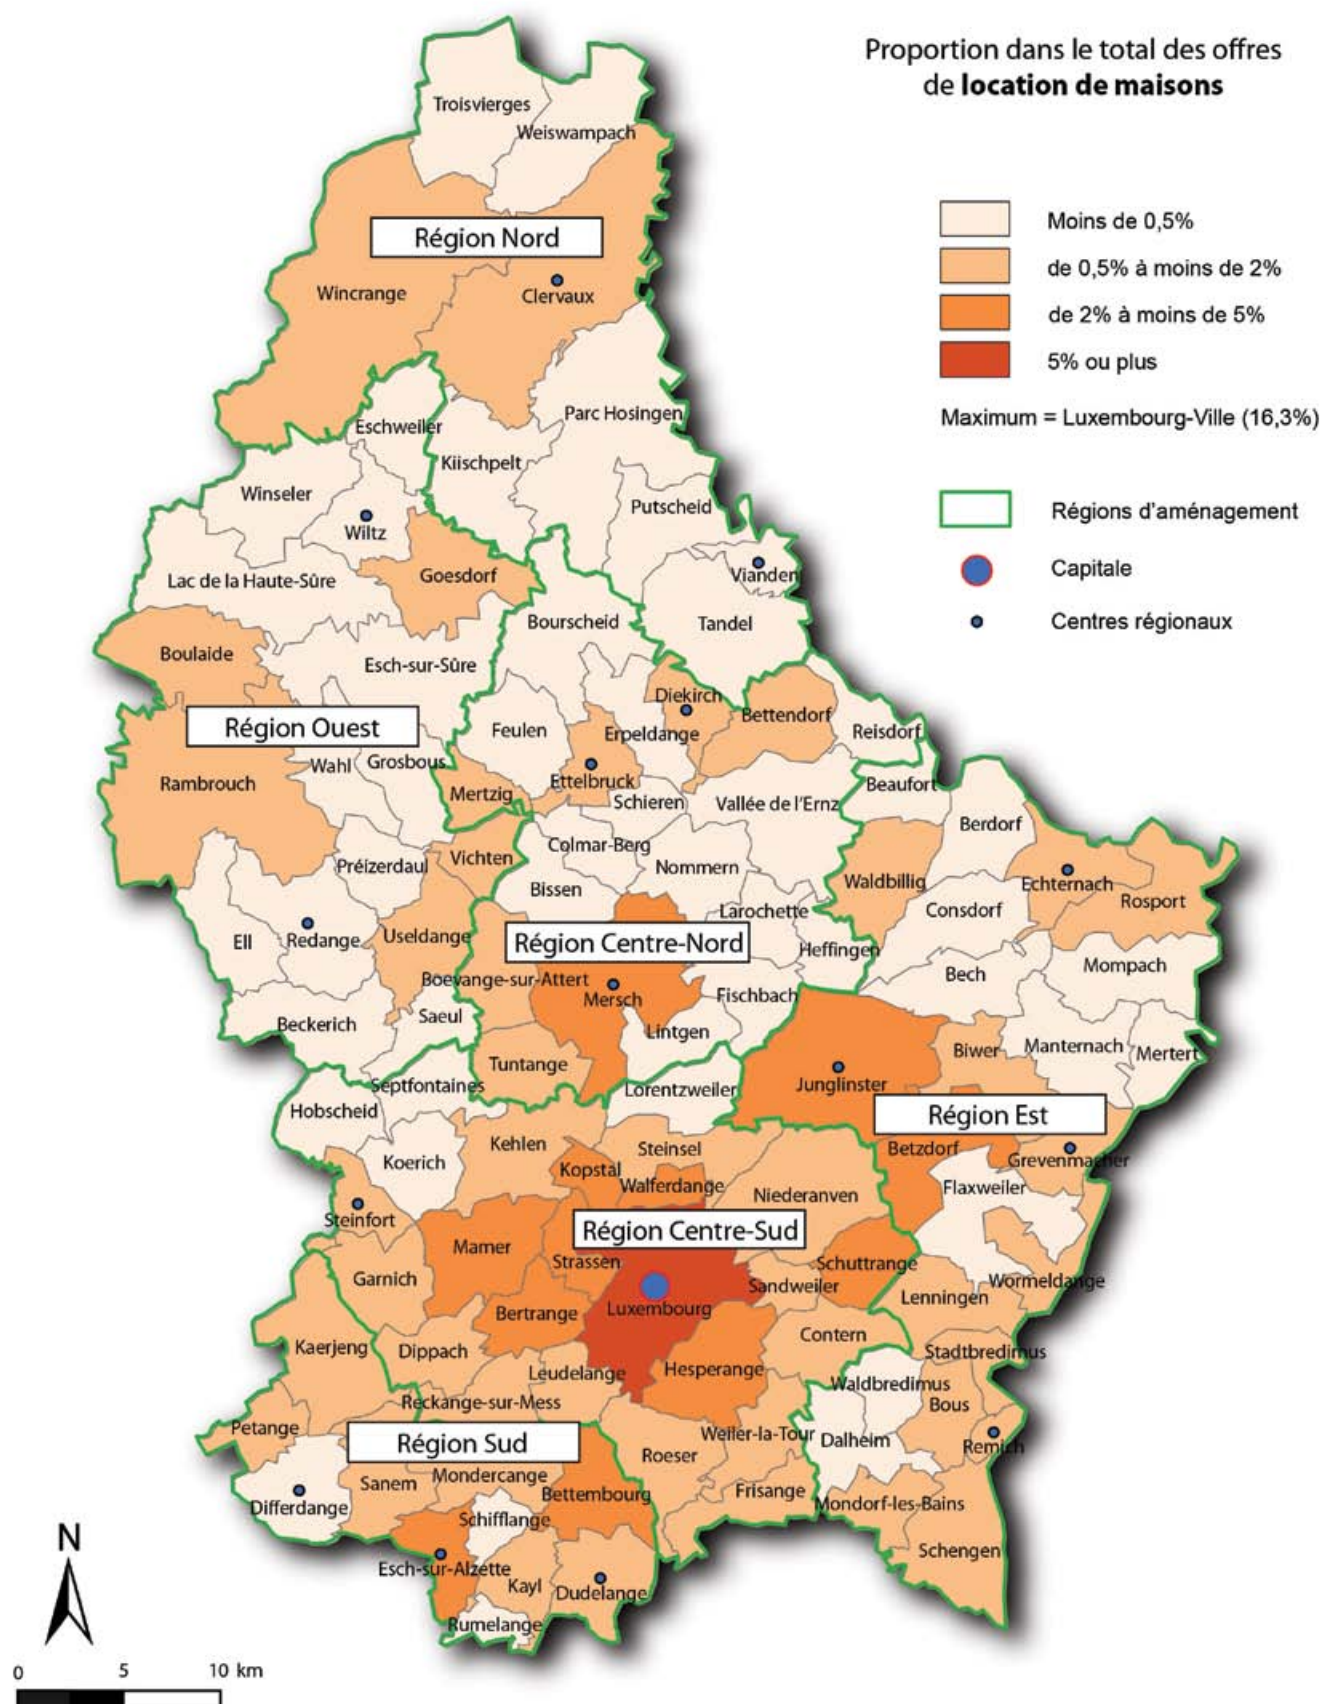 Proportion dans le total des offres
de location de maisons
Moins de 0,5%
de 0,5% à moins de 2%
de 2% à moins de 5%
5% ou plus
Maximum = Luxembourg-Ville (16,3%)
Régions d'aménagement
Capitale
Centres régionaux
Troisvierges
Weiswampach
Région Nord
Wincrange
Clervaux
Parc Hosingen
Eschweiler
Kiischpelt
Winseler
Putscheid
Wiltz
Vianden
Lac de la Haute-Sûre
Goesdorf
Bourscheid
Tandel
Boulaide
Esch-sur-Sûre
Diekirch
Bettendorf
Région Ouest
Feulen
Erpeldange
Reisdorf
Wahl
Grosbous
Rambrouch
Ettelbruck
Beaufort
Mertzig
Schieren
Vallée de l'Ernz
Berdorf
Colmar-Berg
Préizerdaul
Vichten
Nommern
Bissen
Waldbillig
Echternach
Rosport
Larochette
Consdorf
Ell
Redange
Useldange
Région Centre-Nord
Heffingen
Mompach
Bech
Boevange-sur-Attert
Mersch
Fischbach
Beckerich
Saeul
Lintgen
Manternach
Mertert
Biwer
Tuntange
Septfontaines
Lorentzweiler
Junglinster
Hobscheid
Région Est
Kehlen
Steinsel
Betzdorf
Koerich
Kopstal
Grevenmacher
Walferdange
Niederanven
Flaxweiler
Steinfort
Région Centre-Sud
Mamer
Strassen
Schuttrange
Garnich
Sandweiler
Wormeldange
Lenningen
Bertrange
Luxembourg
Contern
Kaerjeng
Dippach
Stadtbredimus
Leudelange
Hesperange
Waldbredimus
Reckange-sur-Mess
Bous
Petange
Région Sud
Weiler-la-Tour
Dalheim
Remich
Roeser
Sanem
Mondercange
Bettembourg
Frisange
Mondorf-les-Bains
Differdange
Schifflange
Schengen
Esch-sur-Alzette
Kayl
Dudelange
Rumelange
N
0 5 10 km